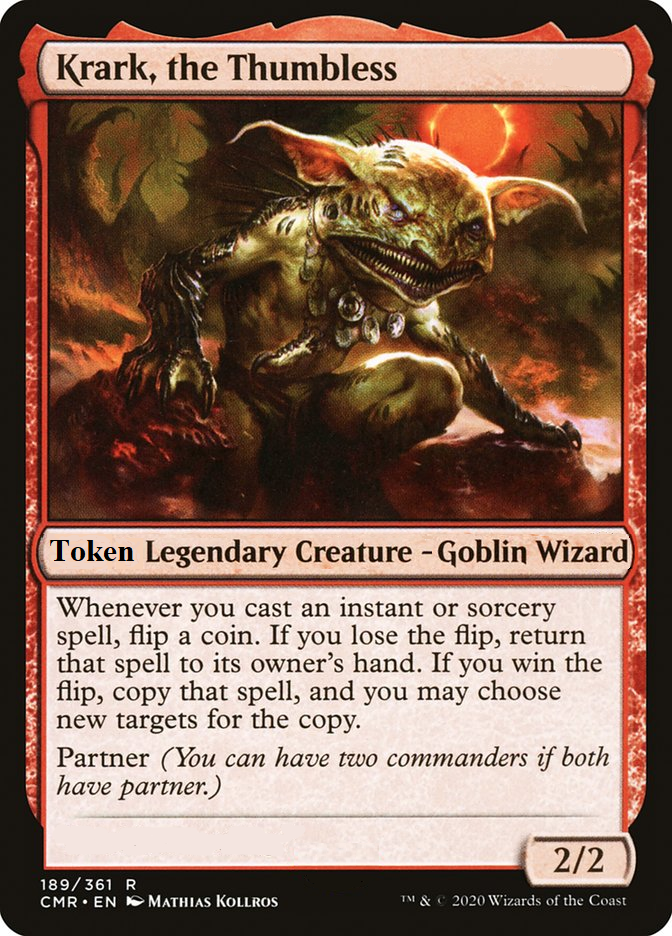 Krark, the Thumbless
Token Legendary Creature - Goblin Wizard
Whenever you cast an instant or sorcery
spell, flip a coin. If you lose the flip, return
that spell to its owner's hand. If you win the
flip, copy that spell, and you may choose
new targets for the copy.
Partner (You can have two commanders if both
have partner.)
2/2
189/361 R
CMR • EN Mathias Kollros
™ & © 2020 Wizards of the Coast